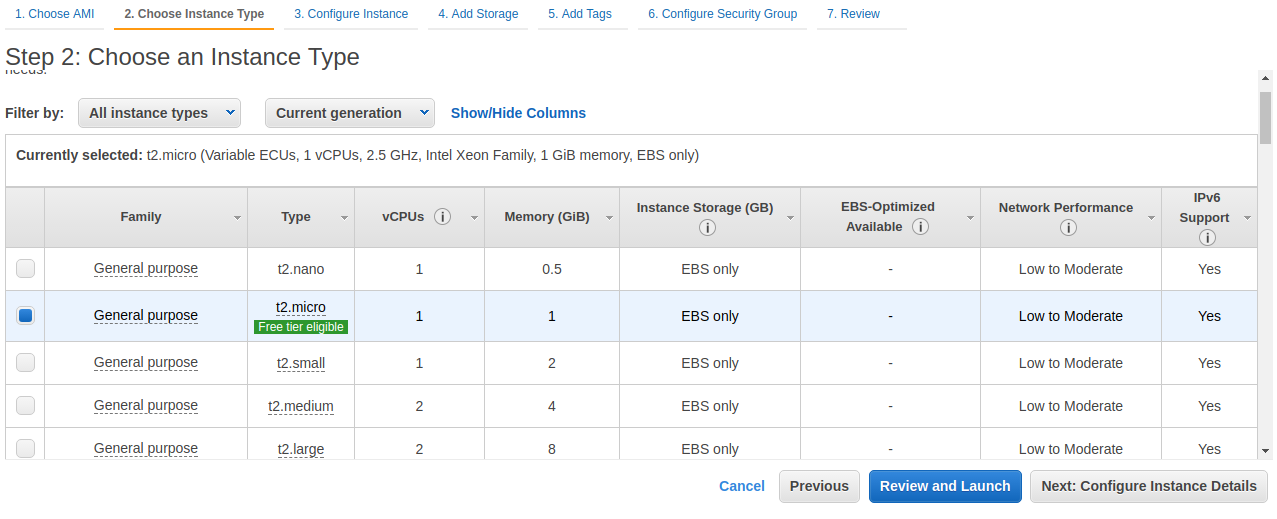 1. Choose AMI 2. Choose Instance Type 3. Configure Instance 4. Add Storage 5. Add Tags 6. Configure Security Group 7. Review
Step 2: Choose an Instance Type
needs.
Filter by: All instance types Current generation Show/Hide Columns
Currently selected: t2.micro (Variable ECUs, 1 vCPUs, 2.5 GHz, Intel Xeon Family, 1 GiB memory, EBS only)
Family Type vCPUs i Memory (GiB) Instance Storage (GB) i EBS-Optimized Available i Network Performance i IPv6 Support i
General purpose t2.nano 1 0.5 EBS only - Low to Moderate Yes
General purpose t2.micro Free tier eligible 1 1 EBS only - Low to Moderate Yes
General purpose t2.small 1 2 EBS only - Low to Moderate Yes
General purpose t2.medium 2 4 EBS only - Low to Moderate Yes
General purpose t2.large 2 8 EBS only - Low to Moderate Yes
Cancel Previous Review and Launch Next: Configure Instance Details